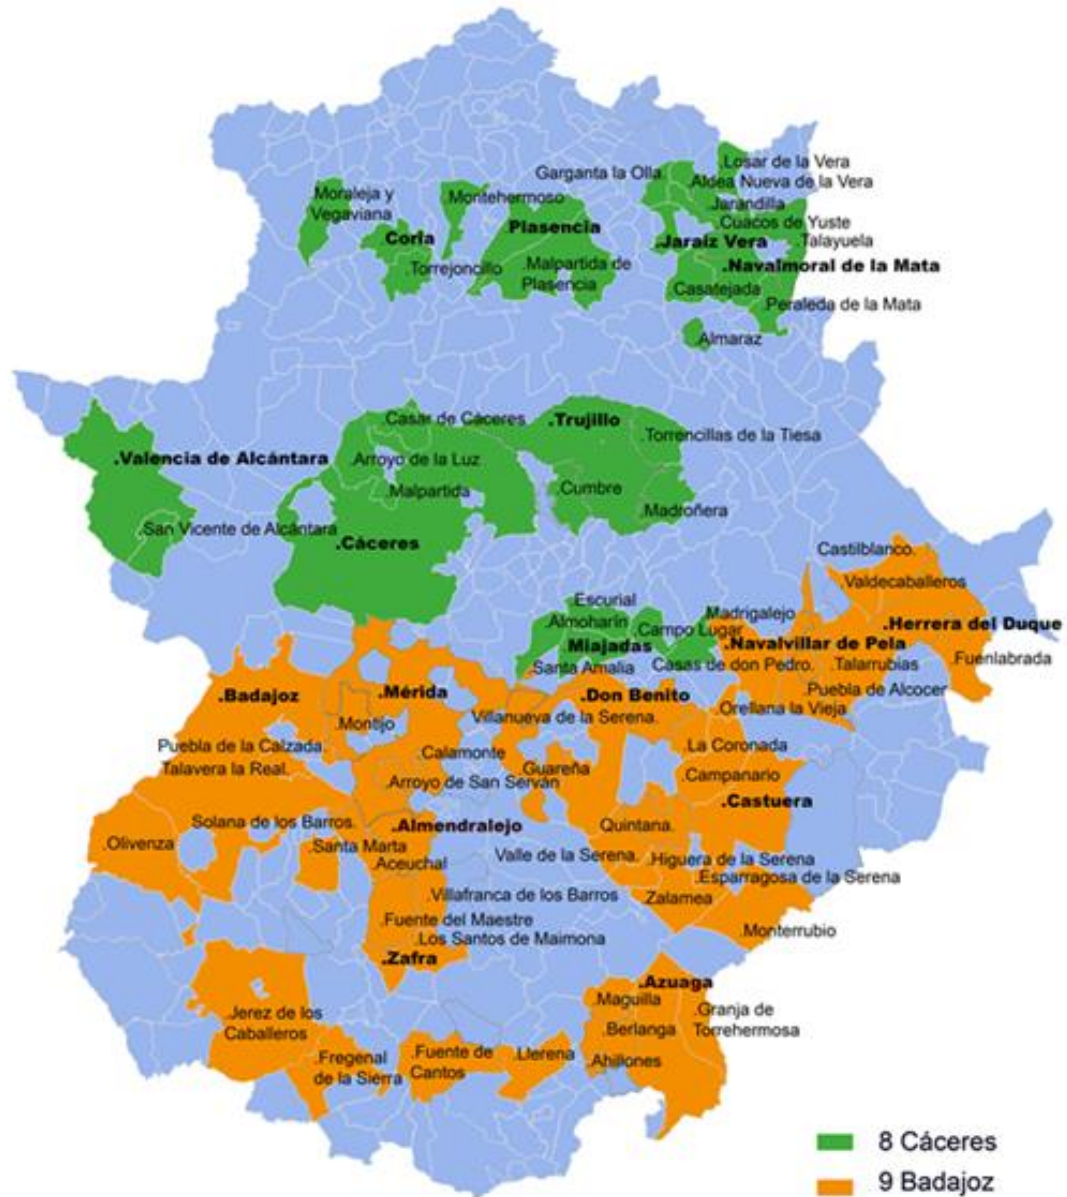 .Losar de la Vera
Garganta la Olla.
Aldea Nueva de la Vera
Moraleja y
Vegaviana
.Montehermoso
.Jarandilla
.Plasencia
.Cuacos de Yuste
.Coria
.Jaraiz Vera
.Talayuela
.Torrejoncillo
.Malpartida de
Plasencia
.Navalmoral de la Mata
Casatejada
.Peraleda de la Mata
.Almaraz
.Casar de Cáceres
.Trujillo
.Torrencillas de la Tiesa
.Valencia de Alcántara
.Arroyo de la Luz
.Malpartida
.Cumbre
.Madroñera
.San Vicente de Alcántara
.Cáceres
Castilblanco.
.Valdecaballeros
Escurial
.Almoharín
Madrigalejo
.Campo Lugar
.Herrera del Duque
Miajadas
.Navalvillar de Pela
.Santa Amalia
Casas de don Pedro.
.Talarrubias
.Fuenlabrada
.Badajoz
.Mérida
.Don Benito
.Puebla de Alcocer
.Montijo
Villanueva de la Serena.
.Orellana la Vieja
Puebla de la Calzada.
.Calamonte
.La Coronada
Talavera la Real.
.Guareña
.Campanario
.Arroyo de San Serván
.Castuera
Solana de los Barros.
.Almendralejo
Quintana.
.Olivenza
.Santa Marta
.Aceuchal
Valle de la Serena.
.Higuera de la Serena
.Esparragosa de la Serena
.Villafranca de los Barros
Zalamea
.Fuente del Maestre
.Los Santos de Maimona
Monterrubio
.Zafra
.Azuaga
.Maguilla
.Granja de
Torrehermosa
.Jerez de los
Caballeros
.Berlanga
.Fregenal
de la Sierra
.Fuente de
Cantos
.Llerena
.Ahillones
8 Cáceres
9 Badajoz